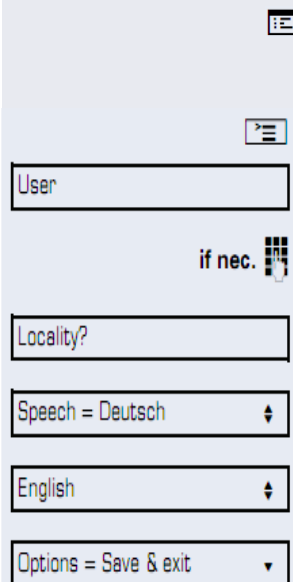 User
if nec.
Locality?
Speech = Deutsch
English
Options = Save & exit